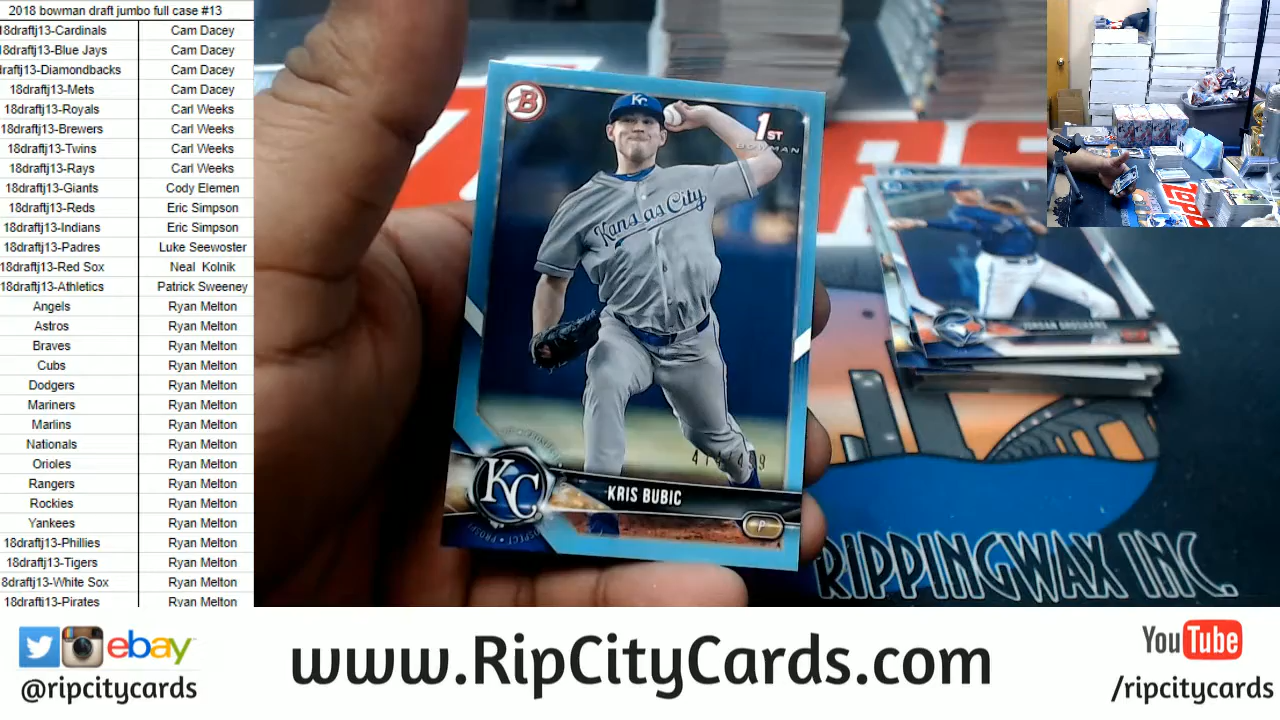 2018 bowman draft jumbo full case #13
18draftj13-Cardinals Cam Dacey
18draftj13-Blue Jays Cam Dacey
draftj13-Diamondbacks Cam Dacey
18draftj13-Mets Cam Dacey
18draftj13-Royals Carl Weeks
18draftj13-Brewers Carl Weeks
18draftj13-Twins Carl Weeks
18draftj13-Rays Carl Weeks
18draftj13-Giants Cody Elemen
18draftj13-Reds Eric Simpson
18draftj13-Indians Eric Simpson
18draftj13-Padres Luke Seewoster
18draftj13-Red Sox Neal Kolnik
18draftj13-Athletics Patrick Sweeney
Angels Ryan Melton
Astros Ryan Melton
Braves Ryan Melton
Cubs Ryan Melton
Dodgers Ryan Melton
Mariners Ryan Melton
Marlins Ryan Melton
Nationals Ryan Melton
Orioles Ryan Melton
Rangers Ryan Melton
Rockies Ryan Melton
Yankees Ryan Melton
18draftj13-Phillies Ryan Melton
18draftj13-Tigers Ryan Melton
8draftj13-White Sox Ryan Melton
18draftj13-Pirates Ryan Melton
B
1ST
BOWMAN
KC
Kansas City
KC
KRIS BUBIC
P
JORDAN GROSHANS
Topps
RIPPINGWAX INC.
ebay
@ripcitycards
www.RipCityCards.com
YouTube
/ripcitycards